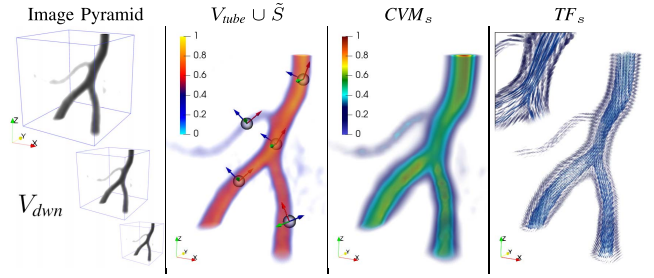 Image Pyramid
V_tube ∪ S̃
CVM_s
TF_s
1
0.8
0.6
0.4
0.2
0
1
0.8
0.6
0.4
0.2
0
V_dwn
Z
Y
X
Z
Y
X
Z
Y
X
Z
Y
X